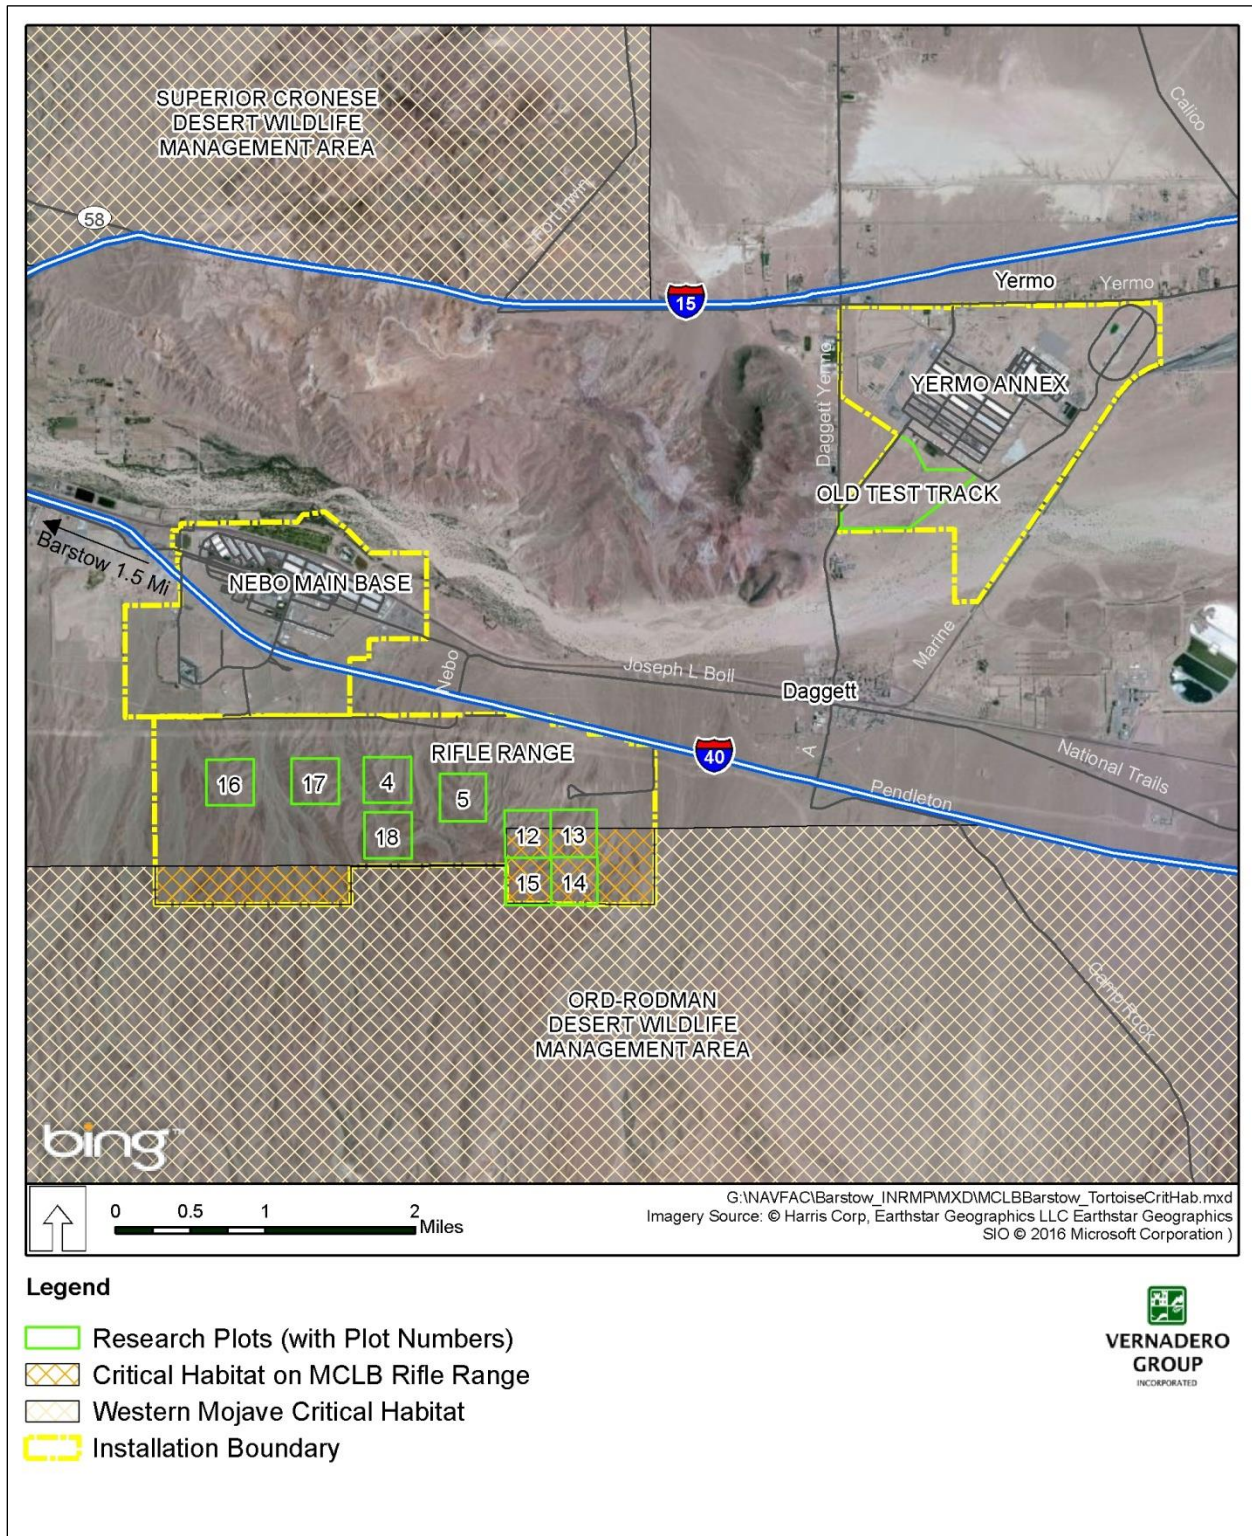 SUPERIOR CRONESE
DESERT WILDLIFE
MANAGEMENT AREA
Calico
58
Fort Irwin
15
Yermo
Yermo
Daggett Yermo
YERMO ANNEX
OLD TEST TRACK
Barstow 1.5 Mi
NEBO MAIN BASE
Nebo
Joseph L Boll
Marine
Daggett
RIFLE RANGE
40
A
National Trails
Pendleton
16
17
4
5
18
12
13
15
14
Camp Rock
ORD-RODMAN
DESERT WILDLIFE
MANAGEMENT AREA
bing™
0 0.5 1 2
Miles
G:\NAVFAC\Barstow_INRMP\MXD\MCLBBarstow_TortoiseCritHab.mxd
Imagery Source: © Harris Corp, Earthstar Geographics LLC Earthstar Geographics
SIO © 2016 Microsoft Corporation )
Legend
Research Plots (with Plot Numbers)
Critical Habitat on MCLB Rifle Range
Western Mojave Critical Habitat
Installation Boundary
VERNADERO
GROUP
INCORPORATED